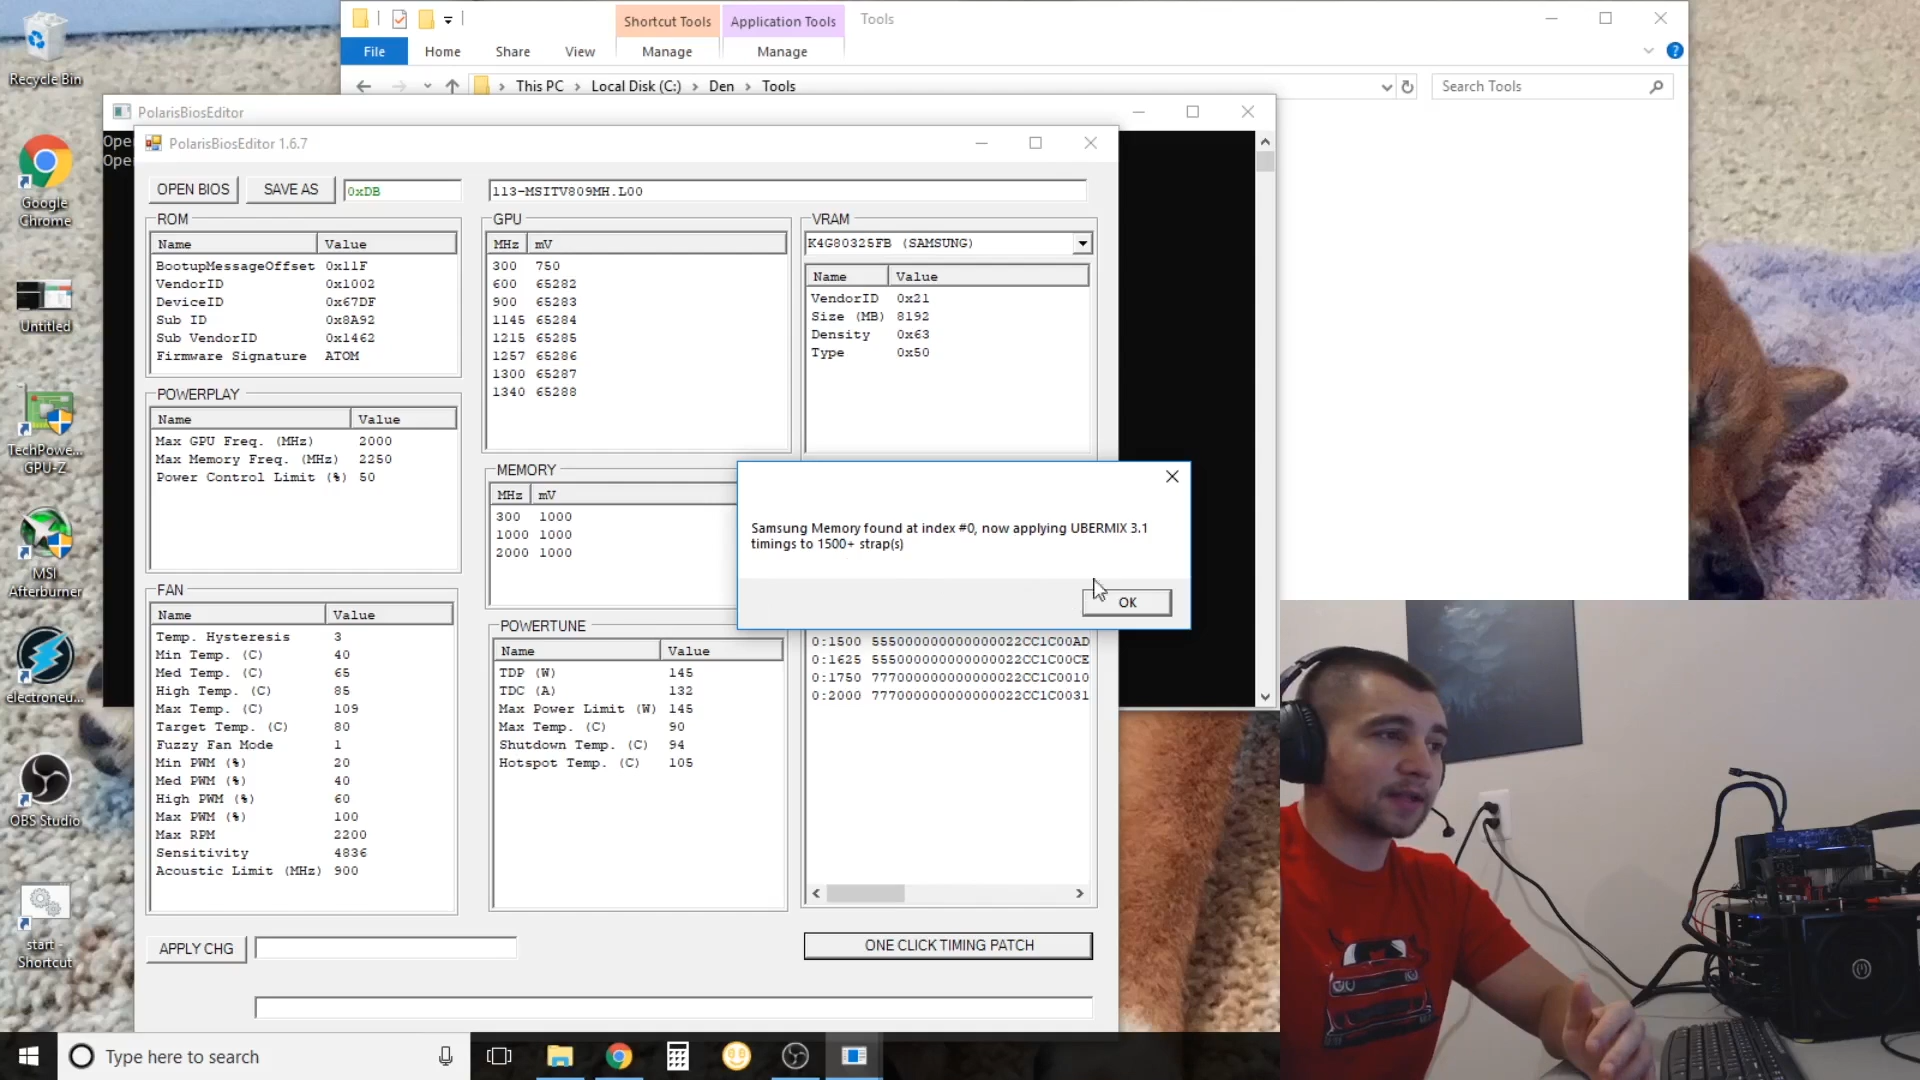 Shortcut Tools
Application Tools
Tools
File
Home
Share
View
Manage
Manage
This PC
Local Disk (C:)
Den
Tools
Search Tools
Recycle Bin
Google
Chrome
Untitled
TechPowe...
GPU-Z
MSI
Afterburner
electroneu...
OBS Studio
start -
Shortcut
PolarisBiosEditor
Ope
Ope
PolarisBiosEditor 1.6.7
OPEN BIOS
SAVE AS
0xDB
113-MSITV809MH.L00
ROM
Name Value
BootupMessageOffset 0x11F
VendorID 0x1002
DeviceID 0x67DF
Sub ID 0x8A92
Sub VendorID 0x1462
Firmware Signature ATOM
POWERPLAY
Name Value
Max GPU Freq. (MHz) 2000
Max Memory Freq. (MHz) 2250
Power Control Limit (%) 50
FAN
Name Value
Temp. Hysteresis 3
Min Temp. (C) 40
Med Temp. (C) 65
High Temp. (C) 85
Max Temp. (C) 109
Target Temp. (C) 80
Fuzzy Fan Mode 1
Min PWM (%) 20
Med PWM (%) 40
High PWM (%) 60
Max PWM (%) 100
Max RPM 2200
Sensitivity 4836
Acoustic Limit (MHz) 900
APPLY CHG
GPU
MHz mV
300 750
600 65282
900 65283
1145 65284
1215 65285
1257 65286
1300 65287
1340 65288
MEMORY
MHz mV
300 1000
1000 1000
2000 1000
POWERTUNE
Name Value
TDP (W) 145
TDC (A) 132
Max Power Limit (W) 145
Max Temp. (C) 90
Shutdown Temp. (C) 94
Hotspot Temp. (C) 105
VRAM
K4G80325FB (SAMSUNG)
Name Value
VendorID 0x21
Size (MB) 8192
Density 0x63
Type 0x50
Samsung Memory found at index #0, now applying UBERMIX 3.1
timings to 1500+ strap(s)
OK
0:1500 555000000000000022CC1C00AD
0:1625 555000000000000022CC1C00CE
0:1750 777000000000000022CC1C0010
0:2000 777000000000000022CC1C0031
ONE CLICK TIMING PATCH
Type here to search